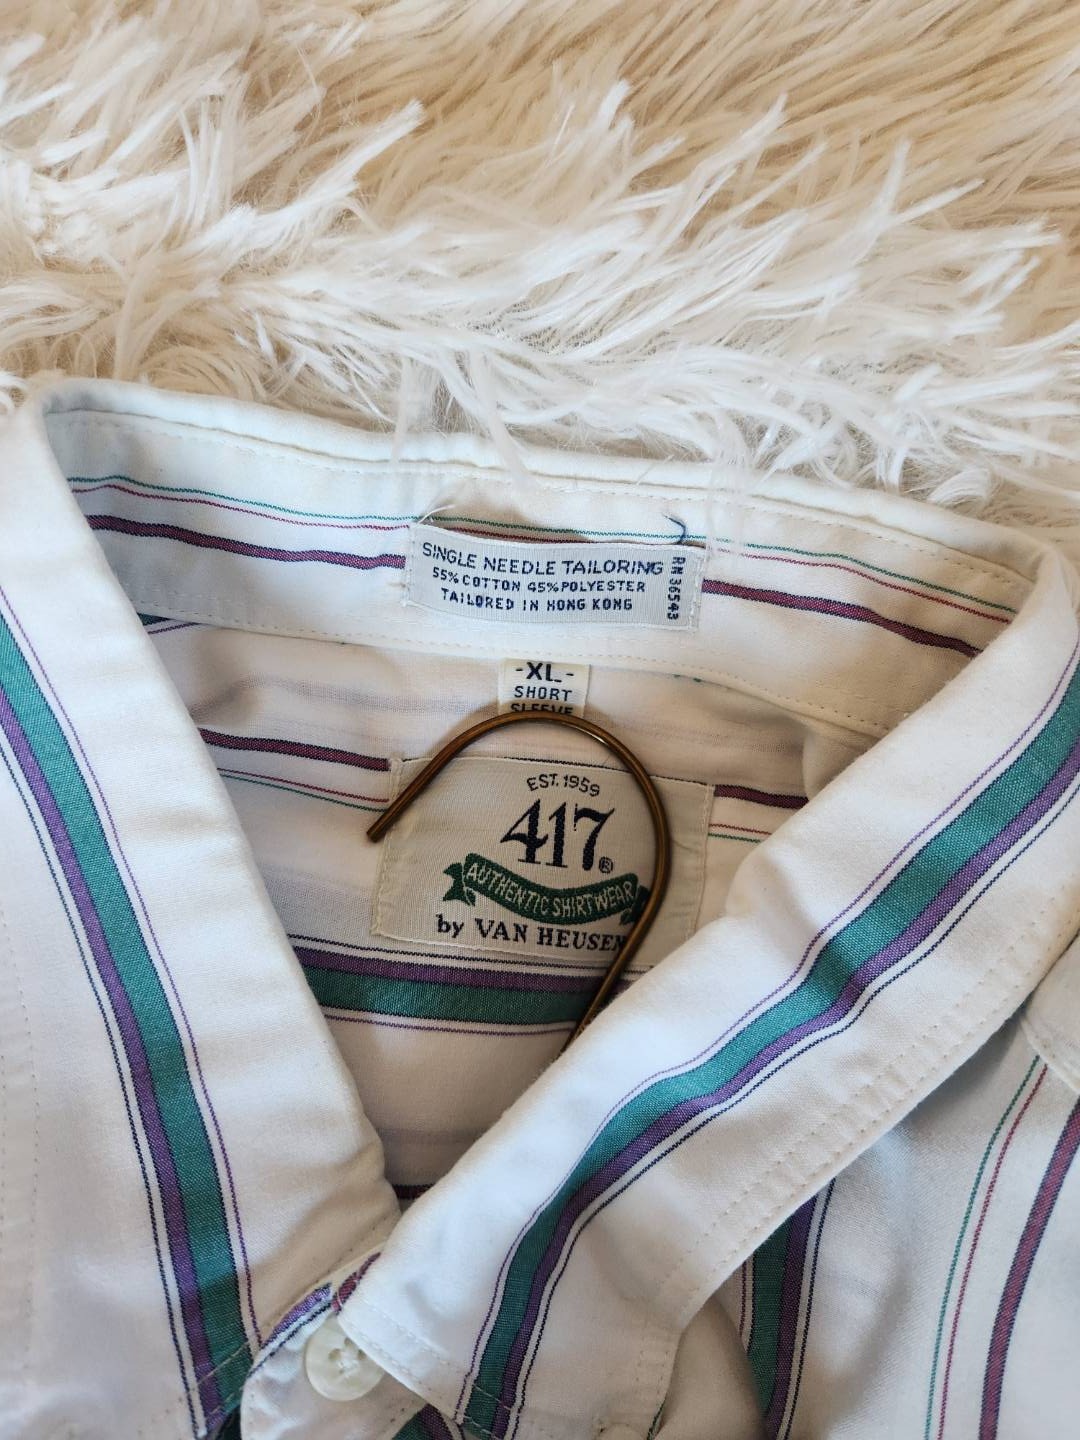 SINGLE NEEDLE TAILORING
55% COTTON 45% POLYESTER
TAILORED IN HONG KONG
RN 36543
-XL-
SHORT
SLEEVE
EST. 1959
417®
AUTHENTIC SHIRTWEAR
by VAN HEUSEN